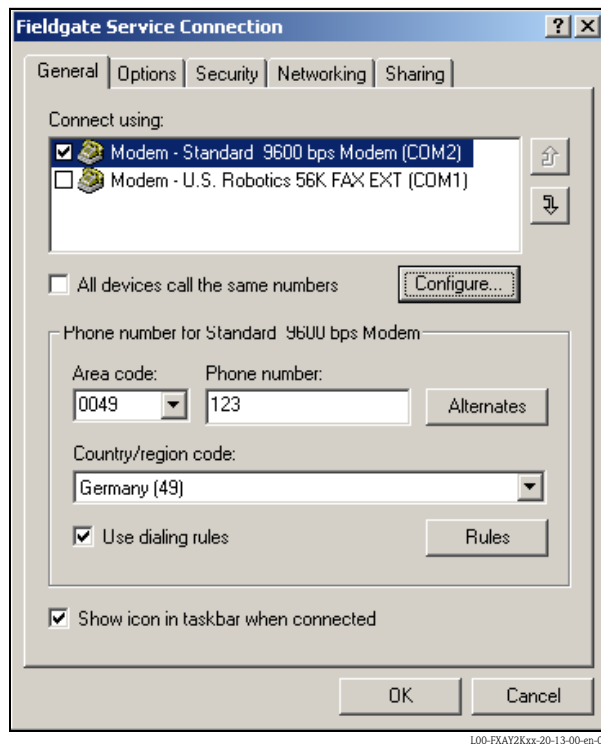 Fieldgate Service Connection
General Options Security Networking Sharing
Connect using:
Modem - Standard 9600 bps Modem (COM2)
Modem - U.S. Robotics 56K FAX EXT (COM1)
All devices call the same numbers
Configure...
Phone number for Standard 9600 bps Modem
Area code: Phone number:
0049 123 Alternates
Country/region code:
Germany (49)
Use dialing rules Rules
Show icon in taskbar when connected
OK Cancel
L00-FXAY2Kxx-20-13-00-en-0